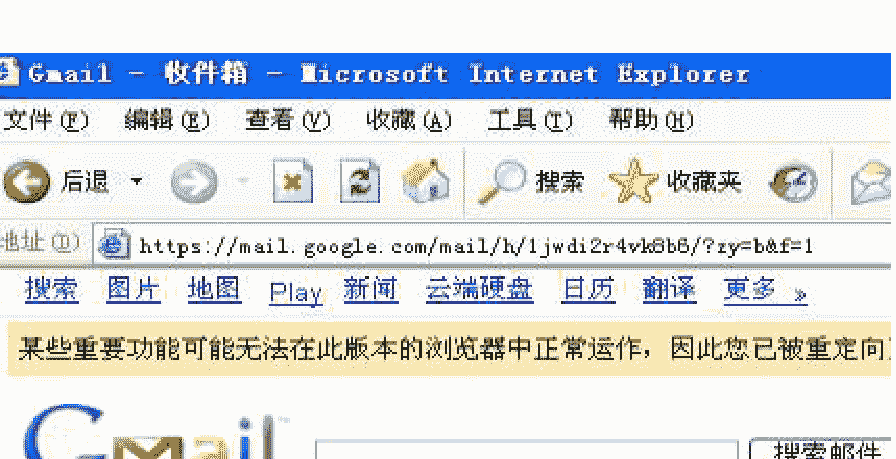 Gmail - 收件箱 - Microsoft Internet Explorer
文件(F) 编辑(E) 查看(V) 收藏(A) 工具(T) 帮助(H)
后退 搜索 收藏夹
地址(D) https://mail.google.com/mail/h/1jwdi2r4vk8b6/?zy=b&f=1
搜索 图片 地图 Play 新闻 云端硬盘 日历 翻译 更多 »
某些重要功能可能无法在此版本的浏览器中正常运作，因此您已被重定向
Gmail 搜索邮件